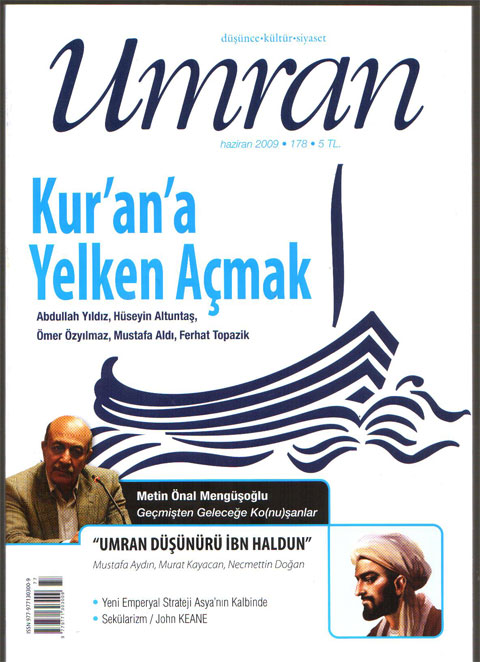 düşünce•kültür•siyaset
Umran
haziran 2009 • 178 • 5 TL.
Kur'an'a
Yelken Açmak
Abdullah Yıldız, Hüseyin Altuntaş,
Ömer Özyılmaz, Mustafa Aldı, Ferhat Topazik
Metin Önal Mengüşoğlu
Geçmişten Geleceğe Ko(nu)şanlar
"UMRAN DÜŞÜNÜRÜ İBN HALDUN"
Mustafa Aydın, Murat Kayacan, Necmettin Doğan
• Yeni Emperyal Strateji Asya'nın Kalbinde
• Sekülarizm / John KEANE